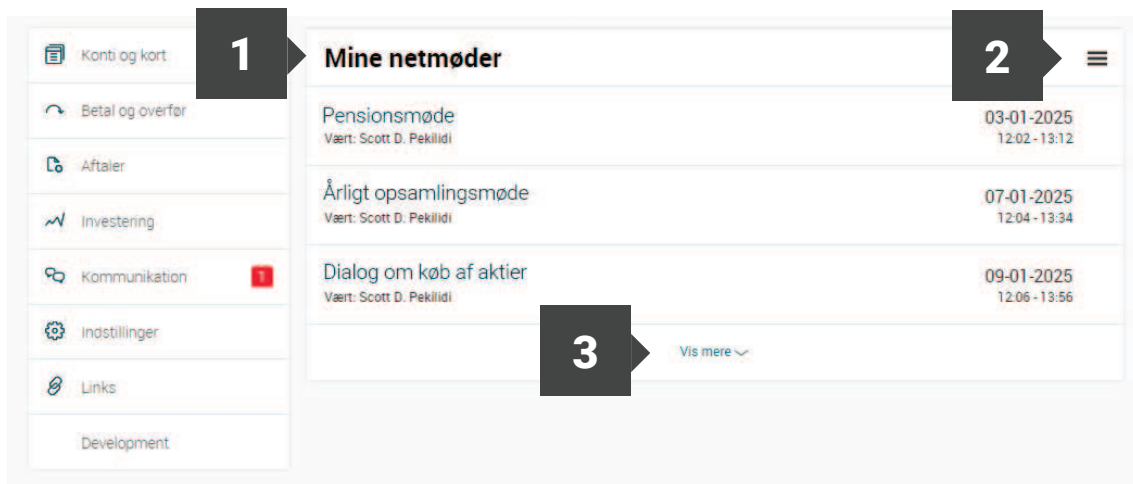 Konti og kort
Betal og overfør
Aftaler
Investering
Kommunikation 1
Indstillinger
Links
Development
1
Mine netmøder
2
Pensionsmøde
Vært: Scott D. Pekilidi
03-01-2025
12:02 - 13:12
Årligt opsamlingsmøde
Vært: Scott D. Pekilidi
07-01-2025
12:04 - 13:34
Dialog om køb af aktier
Vært: Scott D. Pekilidi
09-01-2025
12:06 - 13:56
3
Vis mere